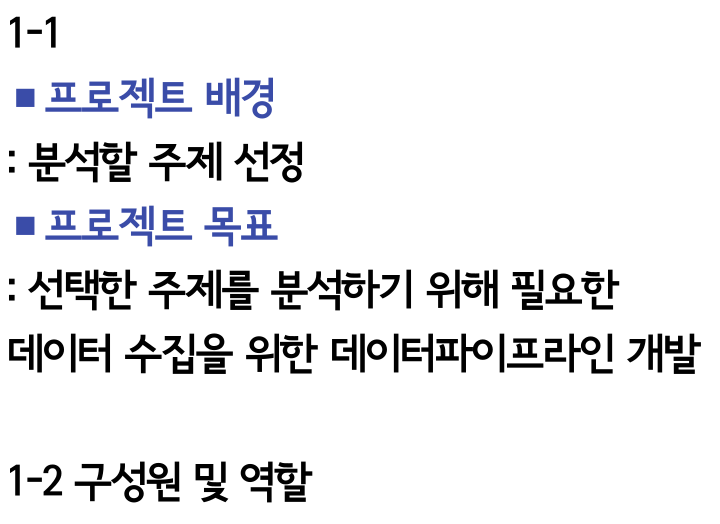 1-1
■ 프로젝트 배경
: 분석할 주제 선정
■ 프로젝트 목표
: 선택한 주제를 분석하기 위해 필요한
데이터 수집을 위한 데이터파이프라인 개발
1-2 구성원 및 역할